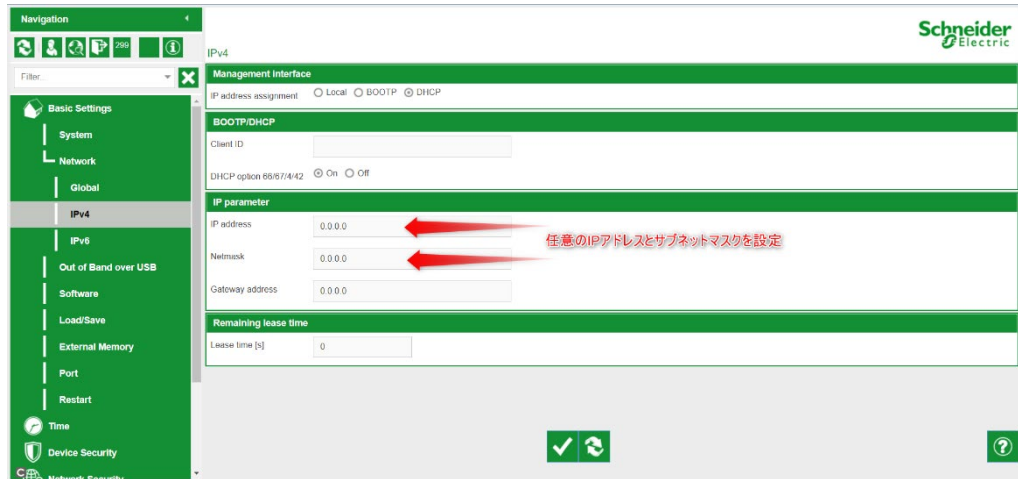 Navigation
Schneider
Electric
299
IPv4
Filter...
Management Interface
IP address assignment Local BOOTP DHCP
Basic Settings
BOOTP/DHCP
System
Client ID
Network
DHCP option 66/67/4/42 On Off
Global
IP parameter
IPv4
IP address 0.0.0.0
任意のIPアドレスとサブネットマスクを設定
IPv6
Netmask 0.0.0.0
Out of Band over USB
Gateway address 0.0.0.0
Software
Load/Save
Remaining lease time
External Memory
Lease time [s] 0
Port
Restart
Time
Device Security
Network Security